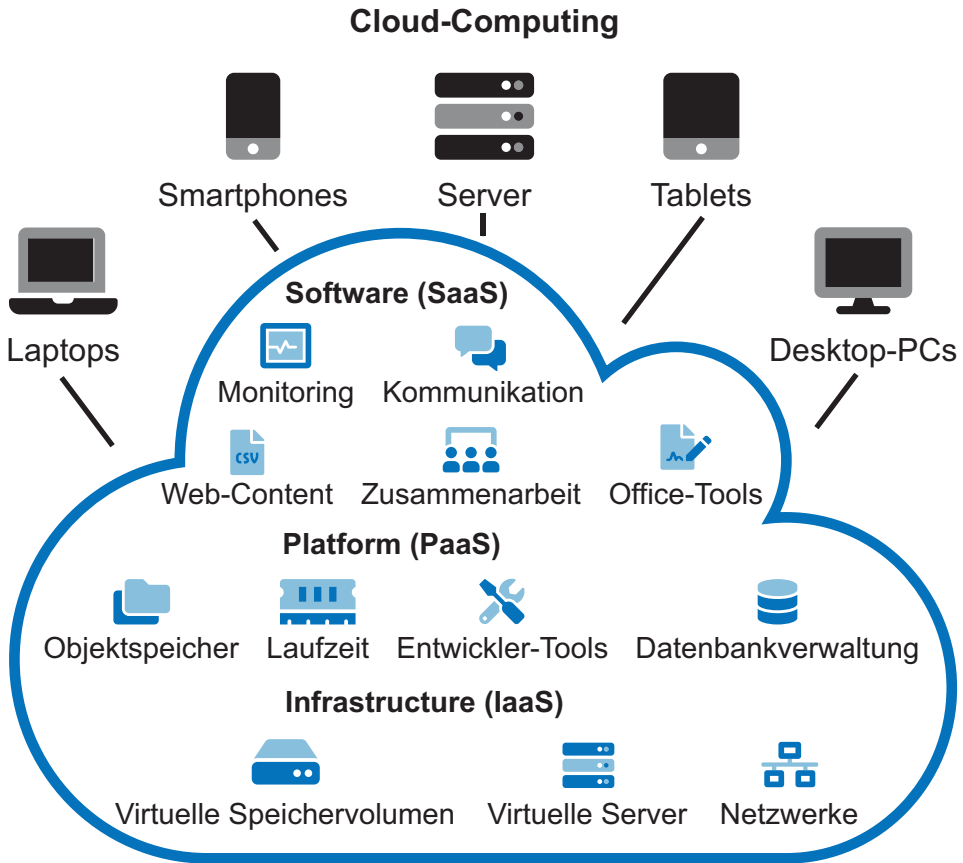 Cloud-Computing
Smartphones
Server
Tablets
Laptops
Desktop-PCs
Software (SaaS)
Monitoring
Kommunikation
CSV
Web-Content
Zusammenarbeit
Office-Tools
Platform (PaaS)
Objektspeicher
Laufzeit
Entwickler-Tools
Datenbankverwaltung
Infrastructure (IaaS)
Virtuelle Speichervolumen
Virtuelle Server
Netzwerke